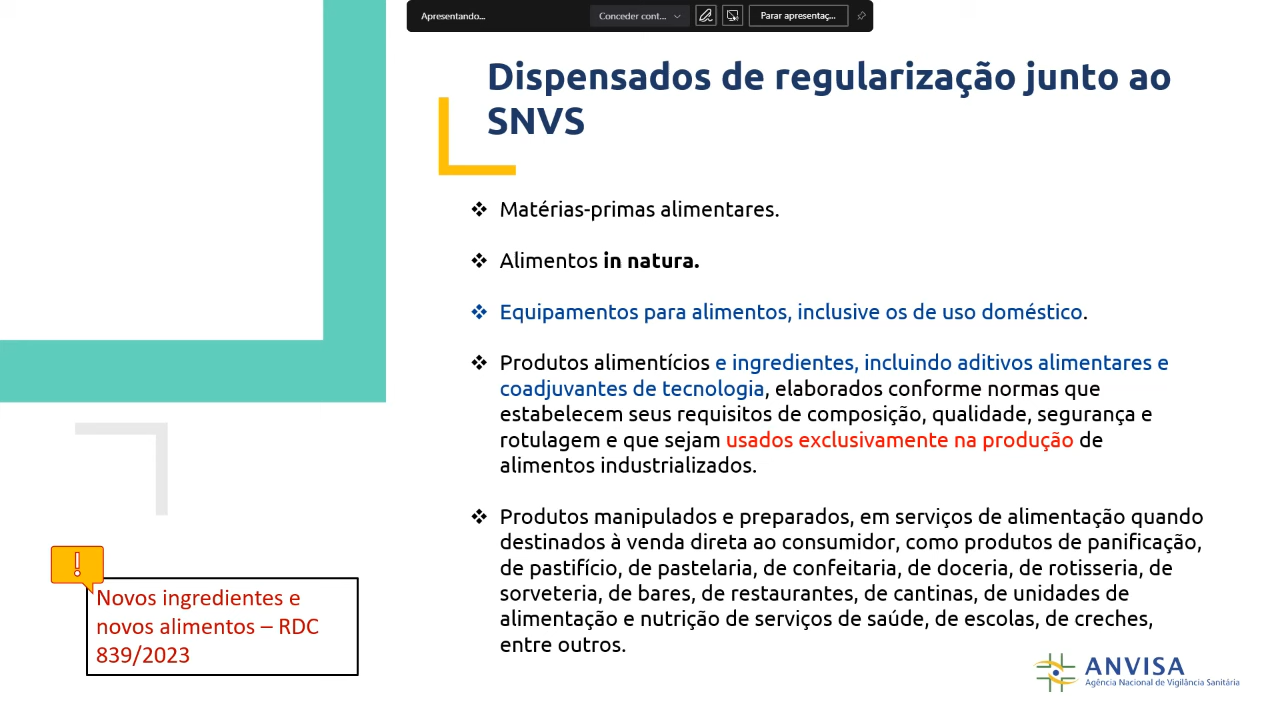 Apresentando...
Conceder cont...
Parar apresentaç...
Dispensados de regularização junto ao
SNVS
❖ Matérias-primas alimentares.
❖ Alimentos in natura.
❖ Equipamentos para alimentos, inclusive os de uso doméstico.
❖ Produtos alimentícios e ingredientes, incluindo aditivos alimentares e
coadjuvantes de tecnologia, elaborados conforme normas que
estabelecem seus requisitos de composição, qualidade, segurança e
rotulagem e que sejam usados exclusivamente na produção de
alimentos industrializados.
❖ Produtos manipulados e preparados, em serviços de alimentação quando
destinados à venda direta ao consumidor, como produtos de panificação,
de pastifício, de pastelaria, de confeitaria, de doceria, de rotisseria, de
sorveteria, de bares, de restaurantes, de cantinas, de unidades de
alimentação e nutrição de serviços de saúde, de escolas, de creches,
entre outros.
!
Novos ingredientes e
novos alimentos – RDC
839/2023
ANVISA
Agência Nacional de Vigilância Sanitária